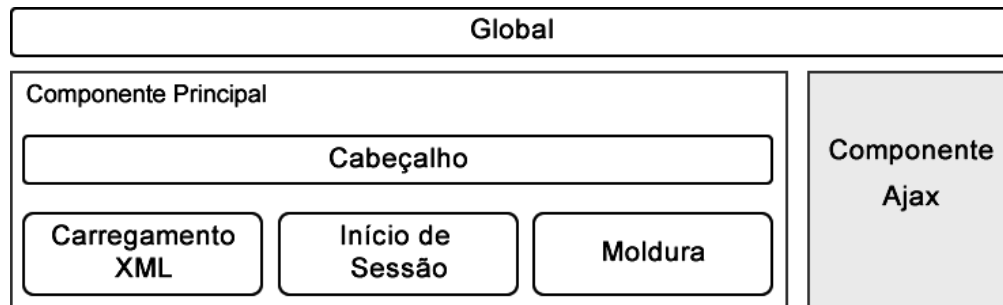 Global
Componente Principal
Cabeçalho
Carregamento
XML
Início de
Sessão
Moldura
Componente
Ajax